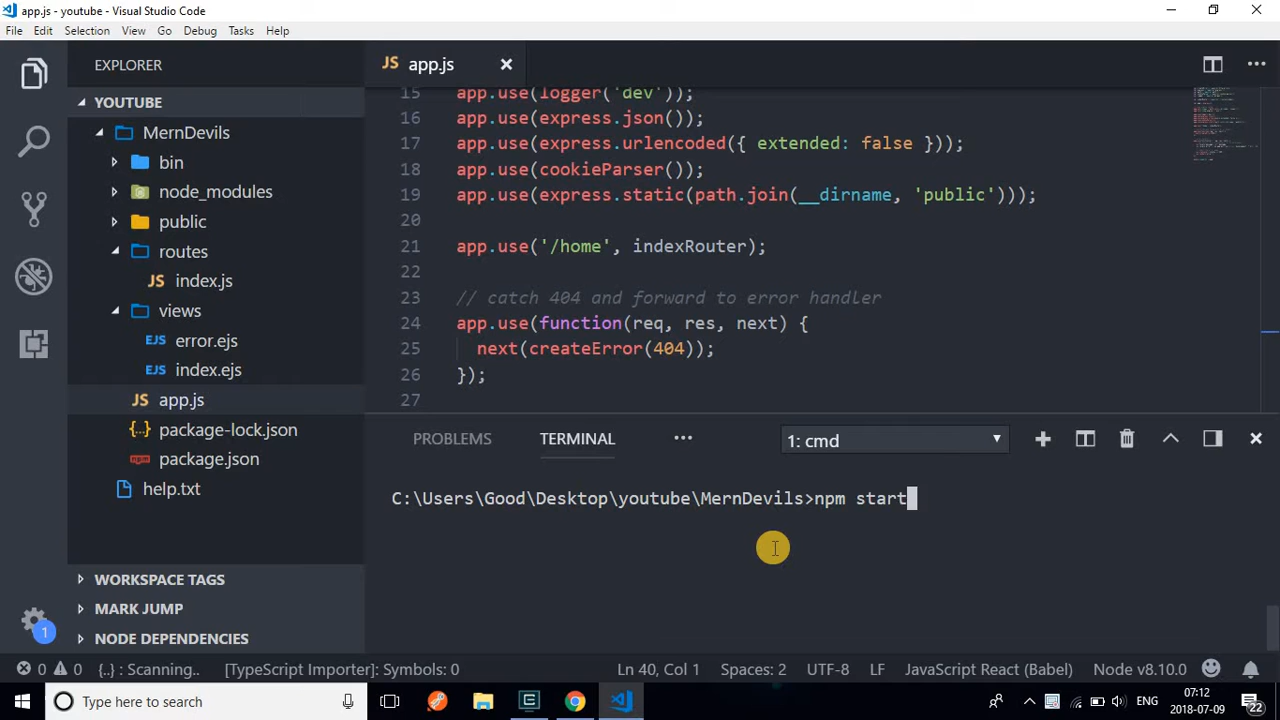 app.js - youtube - Visual Studio Code
File Edit Selection View Go Debug Tasks Help
EXPLORER
YOUTUBE
MernDevils
bin
node_modules
public
routes
JS index.js
views
EJS error.ejs
EJS index.ejs
JS app.js
{..} package-lock.json
npm package.json
help.txt
WORKSPACE TAGS
MARK JUMP
NODE DEPENDENCIES
1
JS app.js
15 app.use(logger('dev'));
16 app.use(express.json());
17 app.use(express.urlencoded({ extended: false }));
18 app.use(cookieParser());
19 app.use(express.static(path.join(__dirname, 'public')));
20
21 app.use('/home', indexRouter);
22
23 // catch 404 and forward to error handler
24 app.use(function(req, res, next) {
25 next(createError(404));
26 });
27
PROBLEMS TERMINAL ••• 1: cmd
C:\Users\Good\Desktop\youtube\MernDevils>npm start
0 0 {..} : Scanning... [TypeScript Importer]: Symbols: 0 Ln 40, Col 1 Spaces: 2 UTF-8 LF JavaScript React (Babel) Node v8.10.0
Type here to search
ENG
07:12
2018-07-09
22